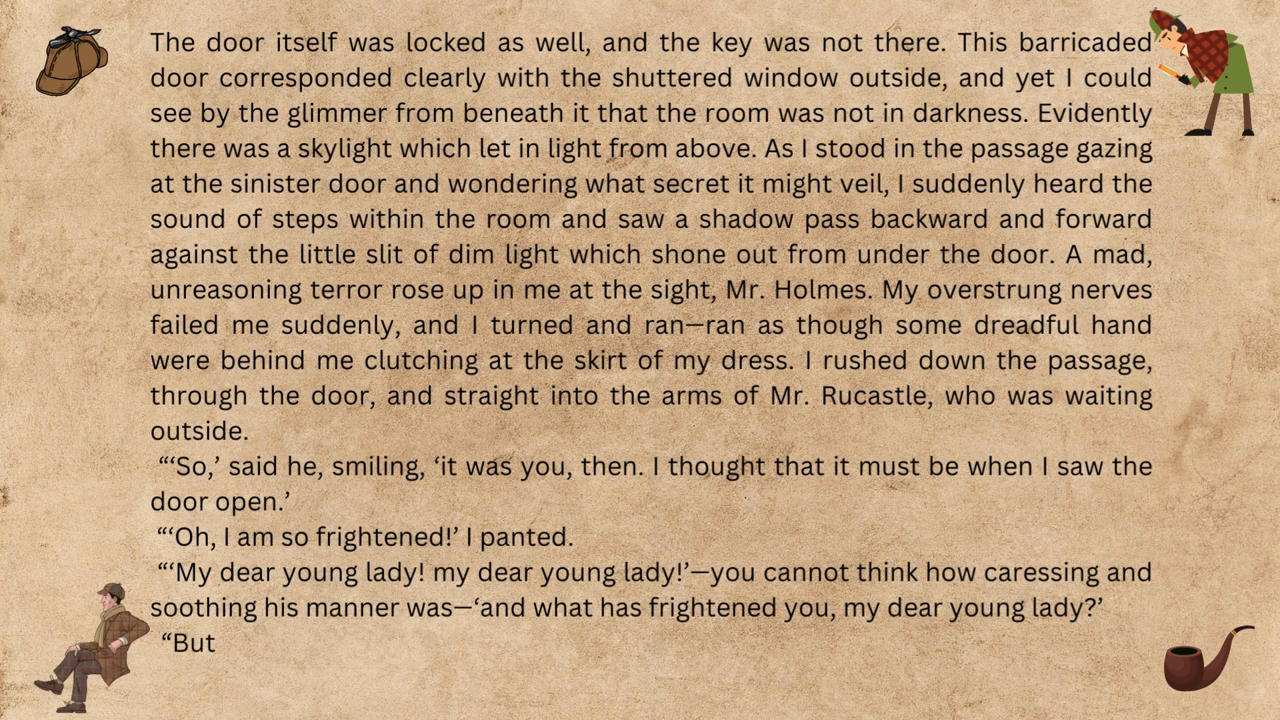 The door itself was locked as well, and the key was not there. This barricaded
door corresponded clearly with the shuttered window outside, and yet I could
see by the glimmer from beneath it that the room was not in darkness. Evidently
there was a skylight which let in light from above. As I stood in the passage gazing
at the sinister door and wondering what secret it might veil, I suddenly heard the
sound of steps within the room and saw a shadow pass backward and forward
against the little slit of dim light which shone out from under the door. A mad,
unreasoning terror rose up in me at the sight, Mr. Holmes. My overstrung nerves
failed me suddenly, and I turned and ran—ran as though some dreadful hand
were behind me clutching at the skirt of my dress. I rushed down the passage,
through the door, and straight into the arms of Mr. Rucastle, who was waiting
outside.
“‘So,’ said he, smiling, ‘it was you, then. I thought that it must be when I saw the
door open.’
“‘Oh, I am so frightened!’ I panted.
“‘My dear young lady! my dear young lady!’—you cannot think how caressing and
soothing his manner was—‘and what has frightened you, my dear young lady?’
“But